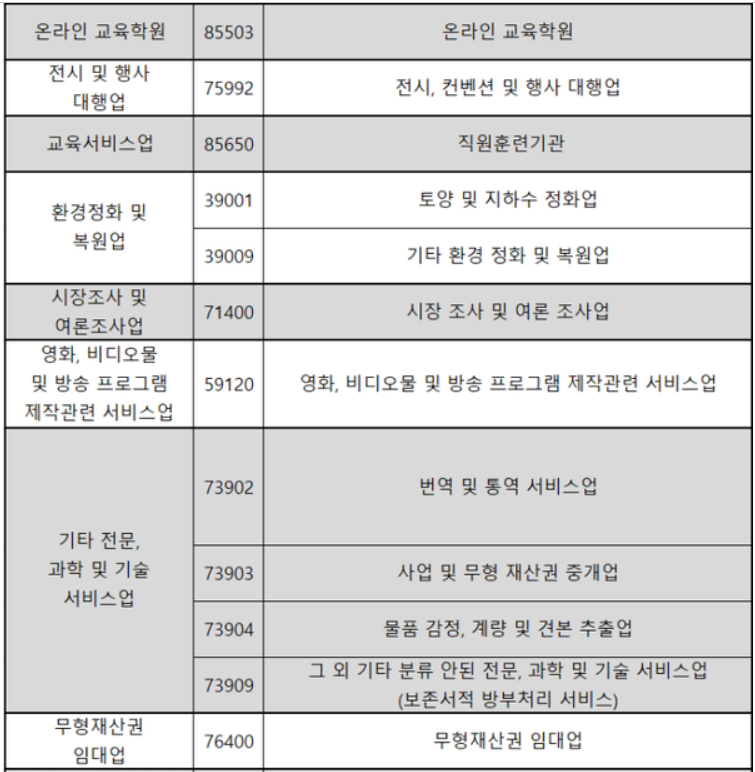 온라인 교육학원 85503 온라인 교육학원
전시 및 행사
대행업
75992 전시, 컨벤션 및 행사 대행업
교육서비스업 85650 직원훈련기관
환경정화 및
복원업
39001 토양 및 지하수 정화업
39009 기타 환경 정화 및 복원업
시장조사 및
여론조사업
71400 시장 조사 및 여론 조사업
영화, 비디오물
및 방송 프로그램
제작관련 서비스업
59120 영화, 비디오물 및 방송 프로그램 제작관련 서비스업
기타 전문,
과학 및 기술
서비스업
73902 번역 및 통역 서비스업
73903 사업 및 무형 재산권 중개업
73904 물품 감정, 계량 및 견본 추출업
73909 그 외 기타 분류 안된 전문, 과학 및 기술 서비스업
(보존서적 방부처리 서비스)
무형재산권
임대업
76400 무형재산권 임대업